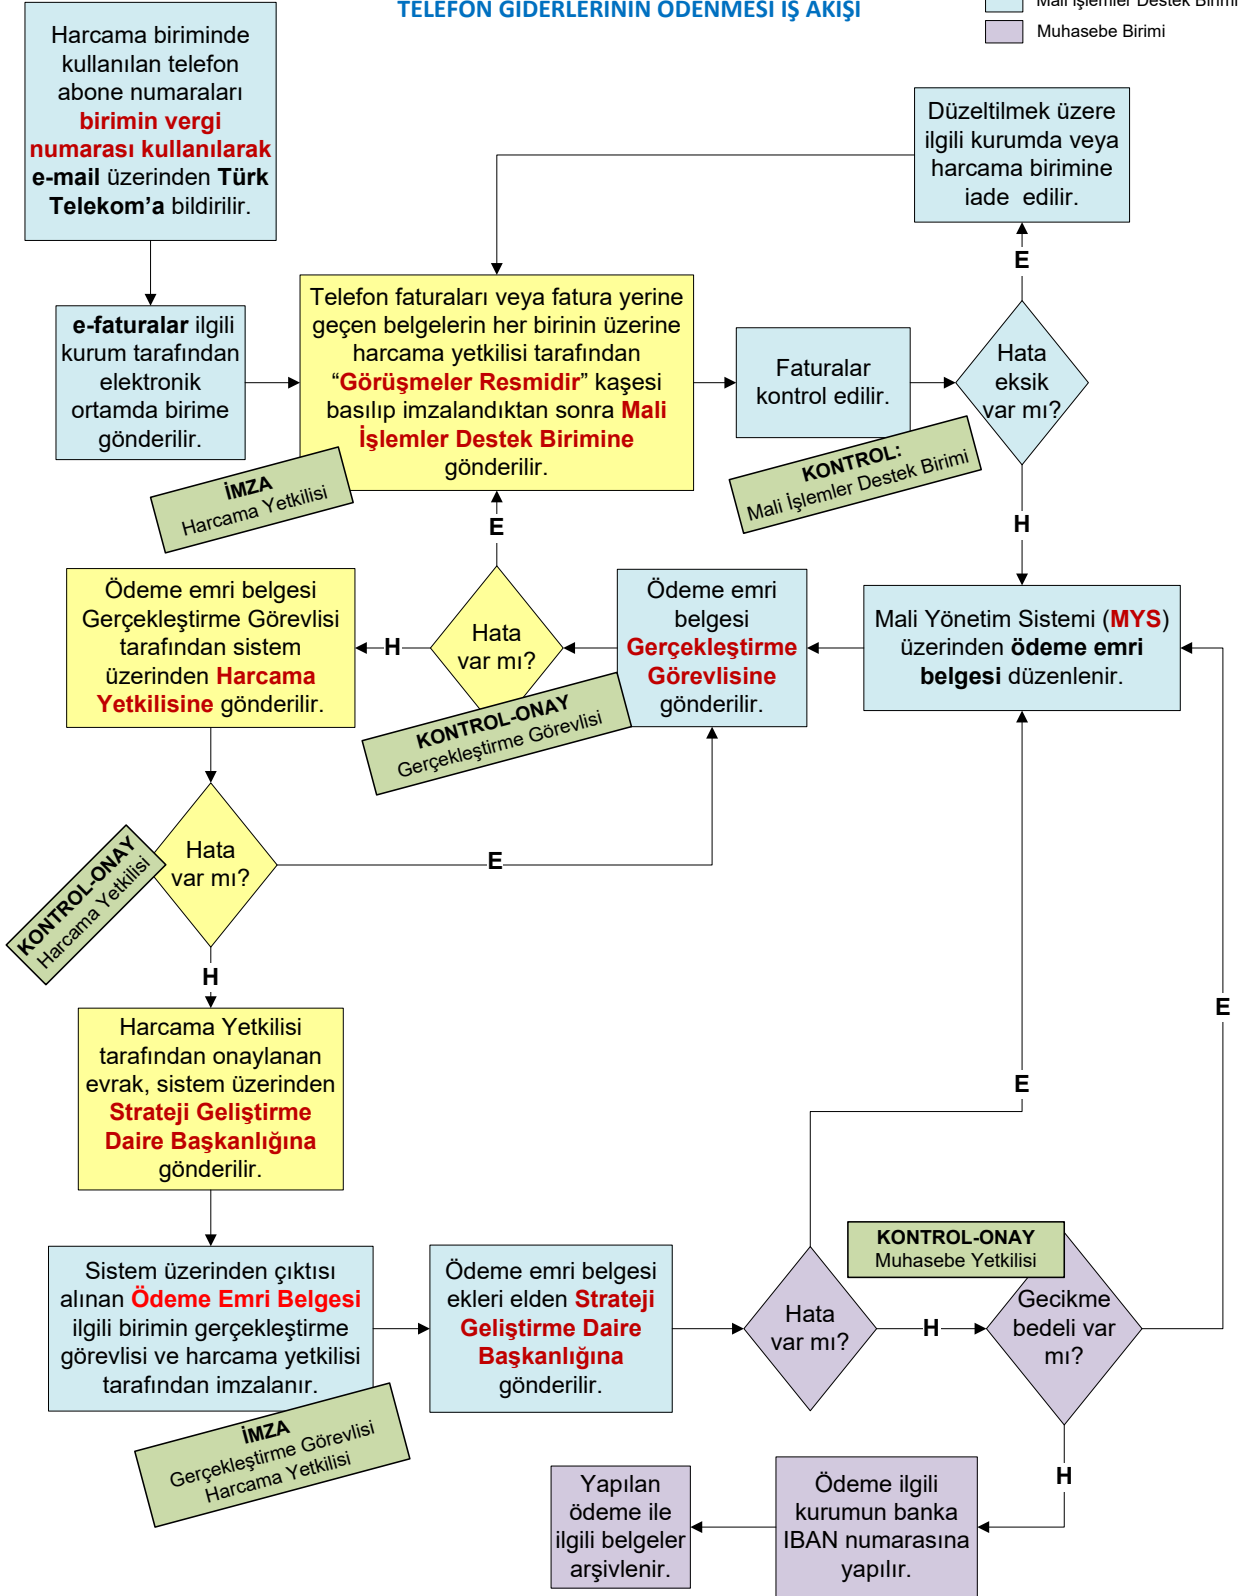 TELEFON GİDERLERİNİN ÖDENMESİ İŞ AKIŞI
Mali İşlemler Destek Birimi
Muhasebe Birimi
Harcama biriminde
kullanılan telefon
abone numaraları
birimin vergi
numarası kullanılarak
e-mail üzerinden Türk
Telekom’a bildirilir.
Düzeltilmek üzere
ilgili kurumda veya
harcama birimine
iade edilir.
E
e-faturalar ilgili
kurum tarafından
elektronik
ortamda birime
gönderilir.
Telefon faturaları veya fatura yerine
geçen belgelerin her birinin üzerine
harcama yetkilisi tarafından
“Görüşmeler Resmidir” kaşesi
basılıp imzalandıktan sonra Mali
İşlemler Destek Birimine
gönderilir.
İMZA
Harcama Yetkilisi
Faturalar
kontrol edilir.
KONTROL:
Mali İşlemler Destek Birimi
Hata
eksik
var mı?
H
E
Mali Yönetim Sistemi (MYS)
üzerinden ödeme emri
belgesi düzenlenir.
Ödeme emri
belgesi
Gerçekleştirme
Görevlisine
gönderilir.
Hata
var mı?
KONTROL-ONAY
Gerçekleştirme Görevlisi
H
Ödeme emri belgesi
Gerçekleştirme Görevlisi
tarafından sistem
üzerinden Harcama
Yetkilisine gönderilir.
Hata
var mı?
KONTROL-ONAY
Harcama Yetkilisi
E
H
Harcama Yetkilisi
tarafından onaylanan
evrak, sistem üzerinden
Strateji Geliştirme
Daire Başkanlığına
gönderilir.
E
E
Sistem üzerinden çıktısı
alınan Ödeme Emri Belgesi
ilgili birimin gerçekleştirme
görevlisi ve harcama yetkilisi
tarafından imzalanır.
İMZA
Gerçekleştirme Görevlisi
Harcama Yetkilisi
Ödeme emri belgesi
ekleri elden Strateji
Geliştirme Daire
Başkanlığına
gönderilir.
Hata
var mı?
H
KONTROL-ONAY
Muhasebe Yetkilisi
Gecikme
bedeli var
mı?
H
Ödeme ilgili
kurumun banka
IBAN numarasına
yapılır.
Yapılan
ödeme ile
ilgili belgeler
arşivlenir.